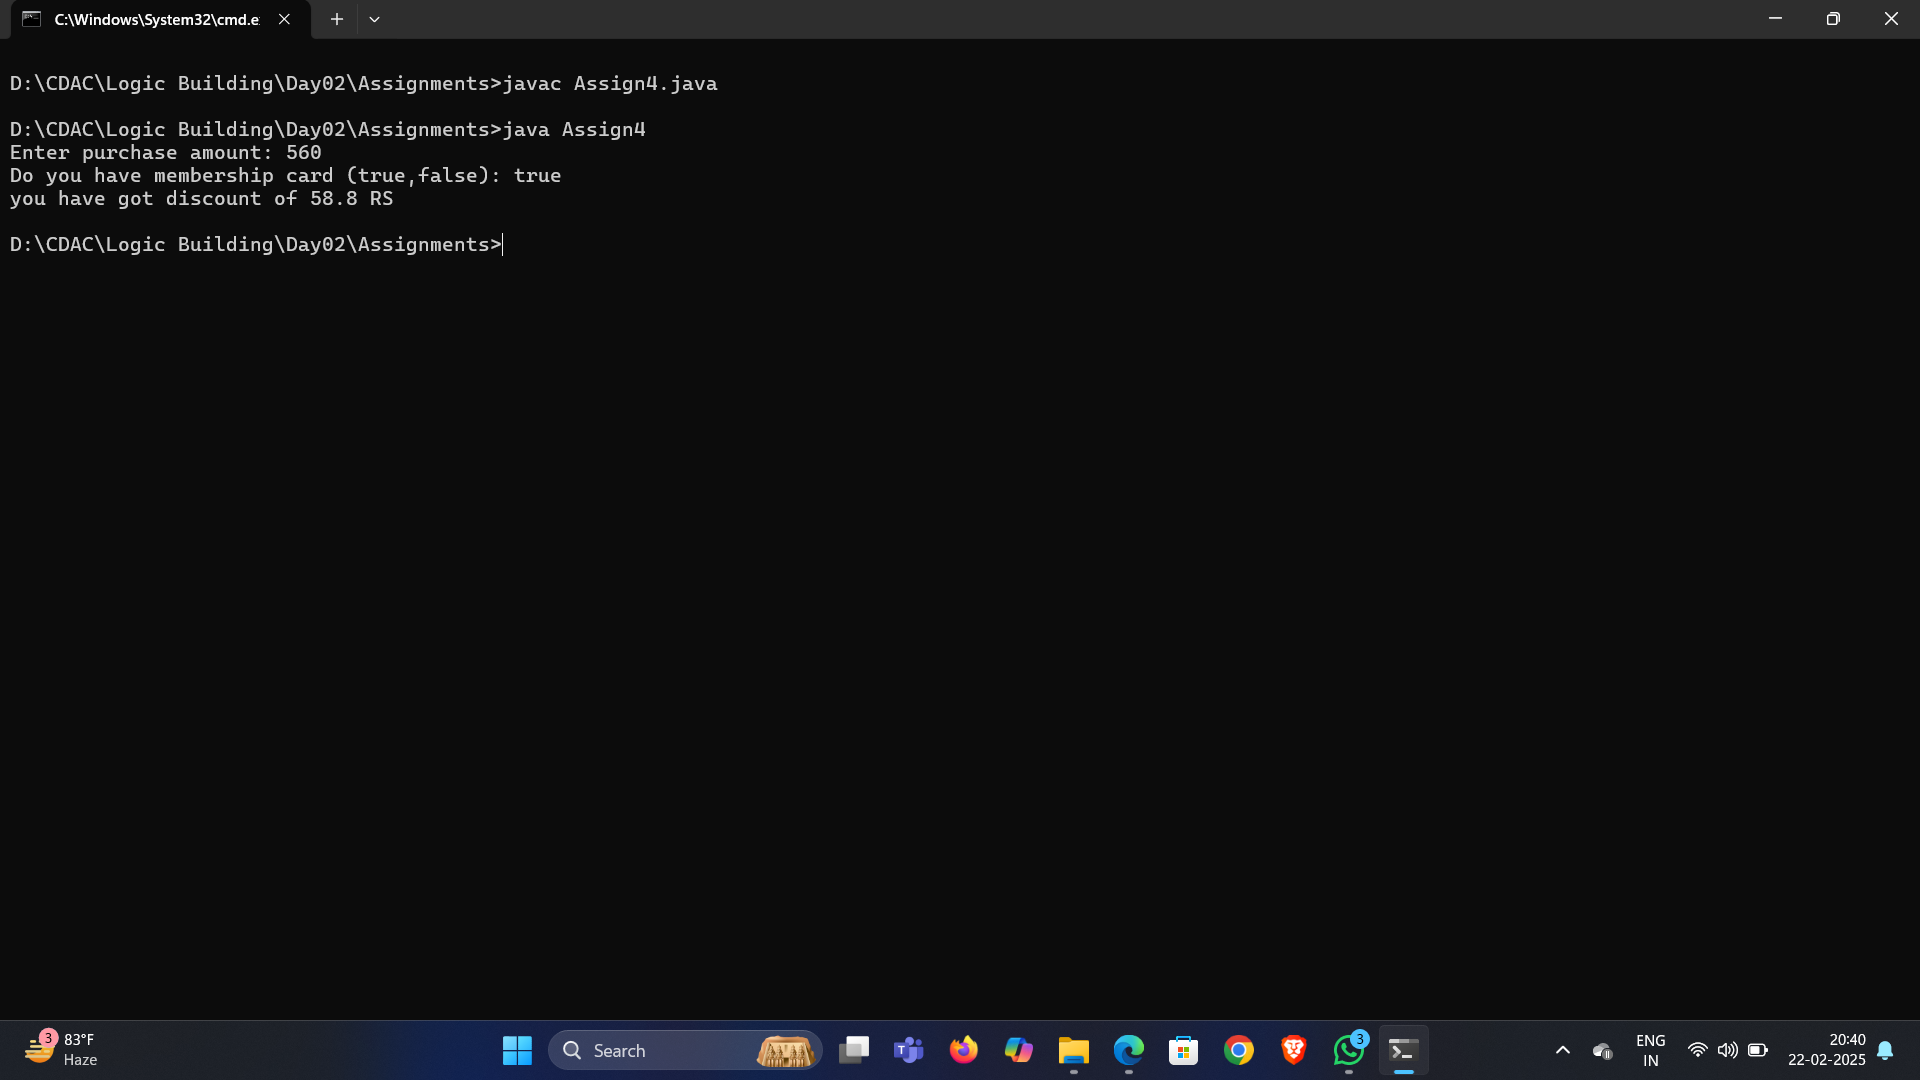 C:\Windows\System32\cmd.e
D:\CDAC\Logic Building\Day02\Assignments>javac Assign4.java
D:\CDAC\Logic Building\Day02\Assignments>java Assign4
Enter purchase amount: 560
Do you have membership card (true,false): true
you have got discount of 58.8 RS
D:\CDAC\Logic Building\Day02\Assignments>
3
83°F
Haze
Search
3
ENG
IN
20:40
22-02-2025